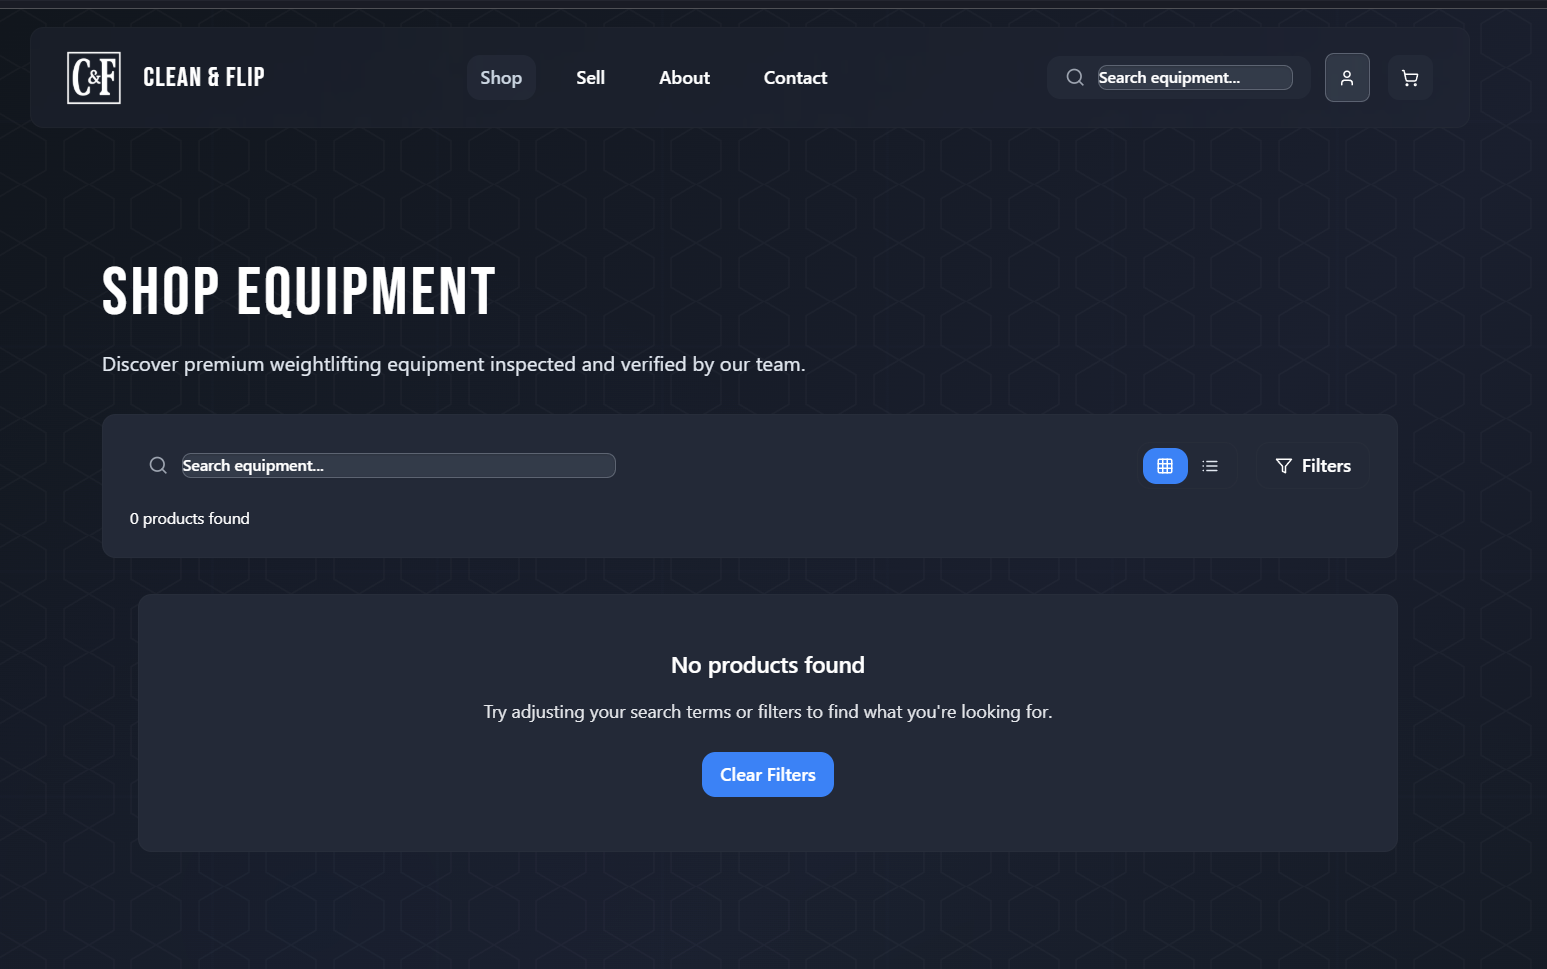 C&F
CLEAN & FLIP
Shop
Sell
About
Contact
Search equipment...
SHOP EQUIPMENT
Discover premium weightlifting equipment inspected and verified by our team.
Search equipment...
Filters
0 products found
No products found
Try adjusting your search terms or filters to find what you're looking for.
Clear Filters